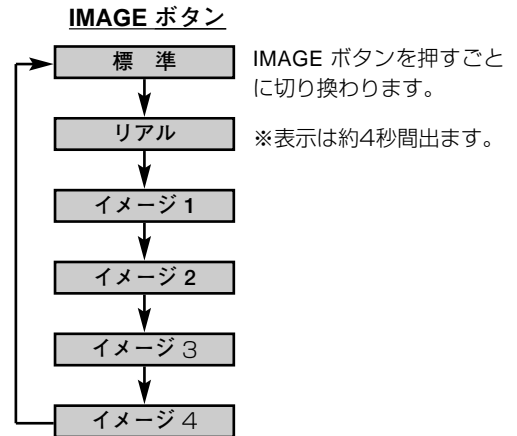 IMAGE ボタン
標　準
IMAGE ボタンを押すごと
に切り換わります。
リアル
※表示は約4秒間出ます。
イメージ 1
イメージ 2
イメージ 3
イメージ 4